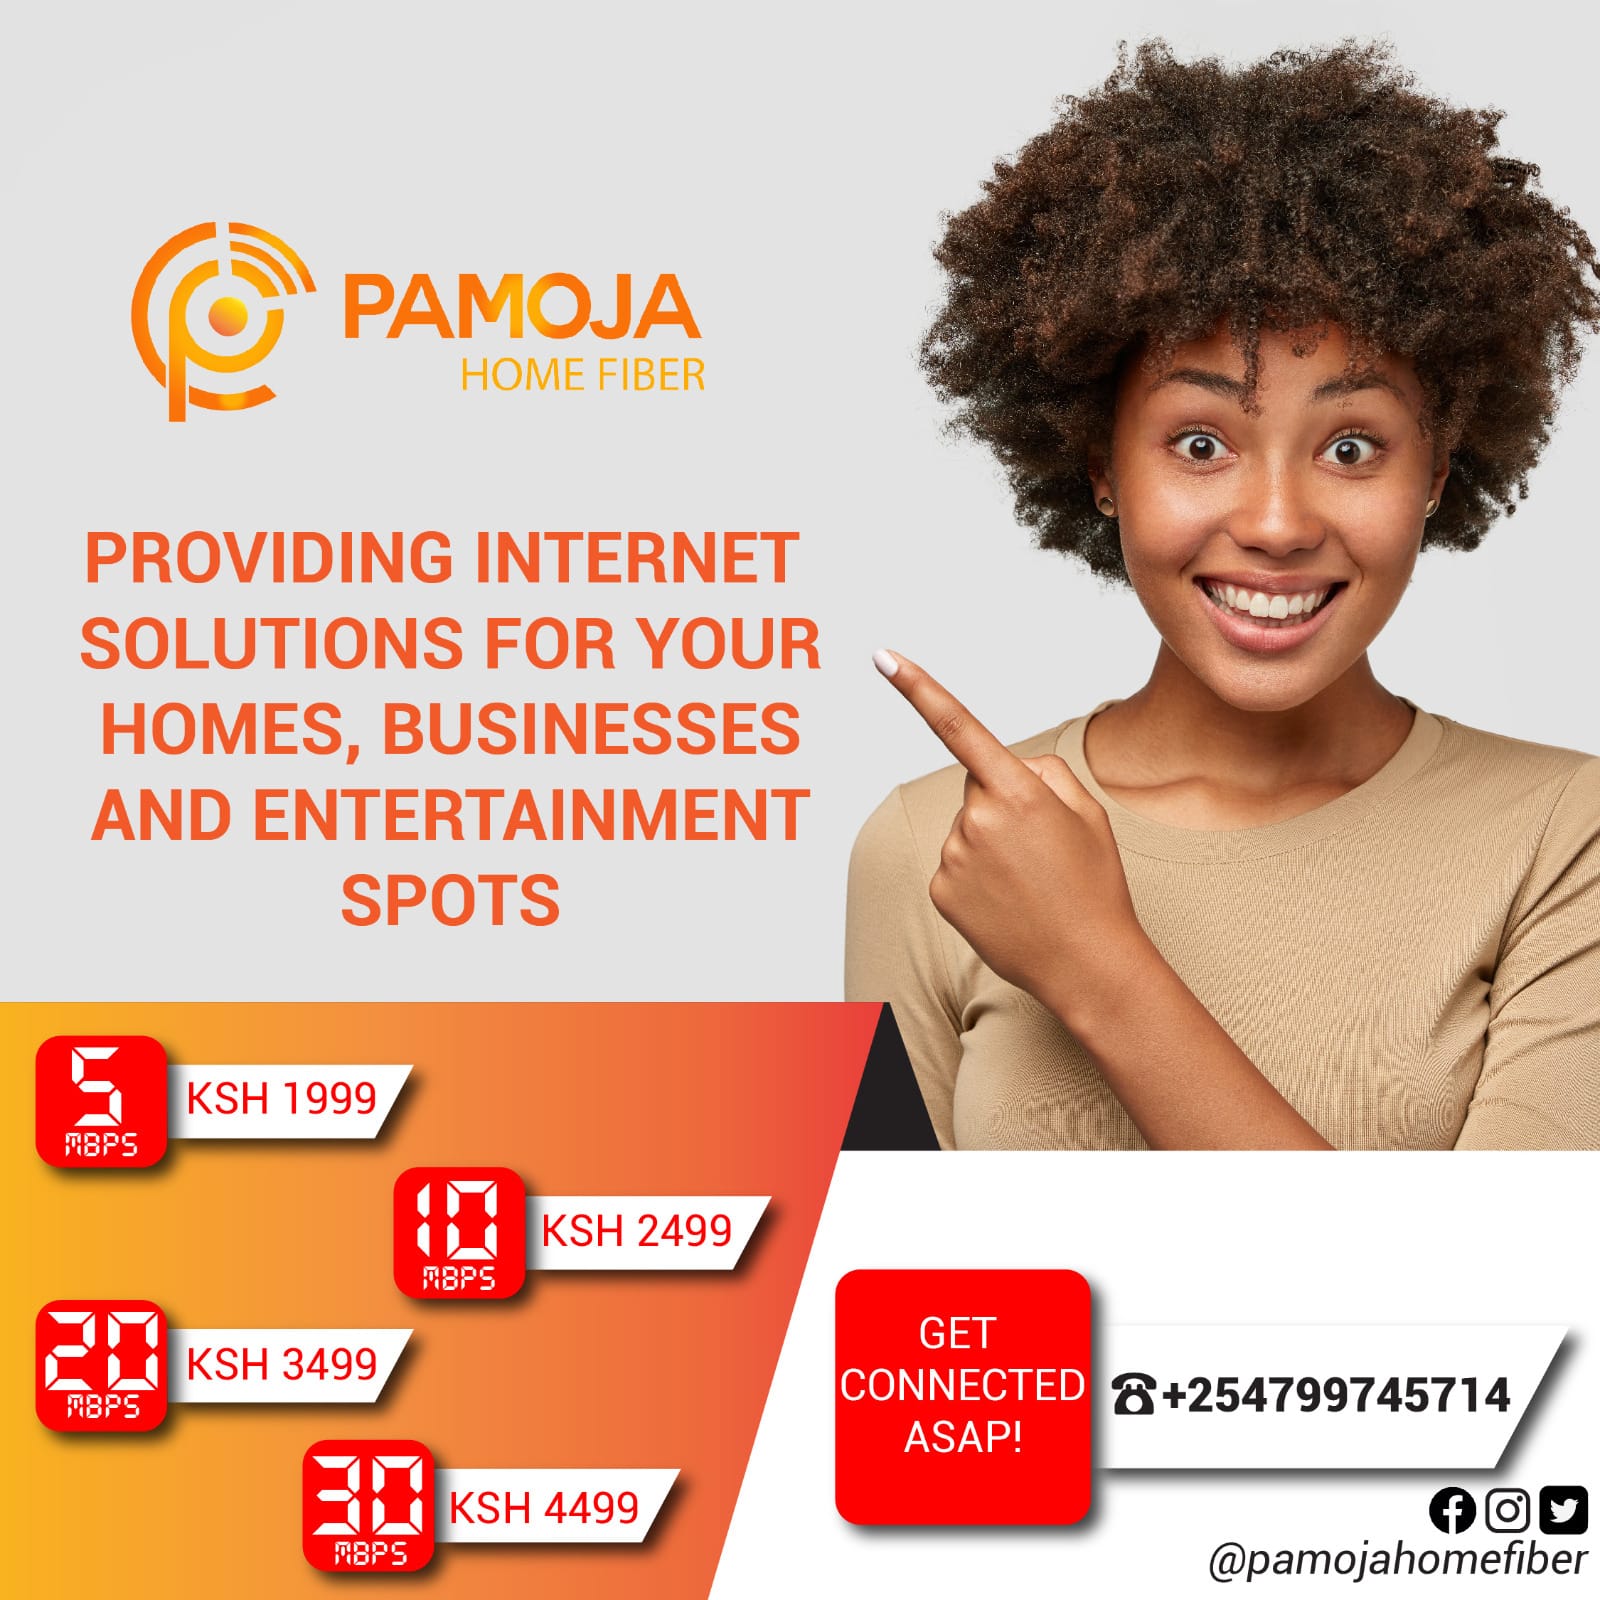 PAMOJA
HOME FIBER
PROVIDING INTERNET
SOLUTIONS FOR YOUR
HOMES, BUSINESSES
AND ENTERTAINMENT
SPOTS
5
MBPS
KSH 1999
10
MBPS
KSH 2499
20
MBPS
KSH 3499
30
MBPS
KSH 4499
GET
CONNECTED
ASAP!
☎+254799745714
@pamojahomefiber